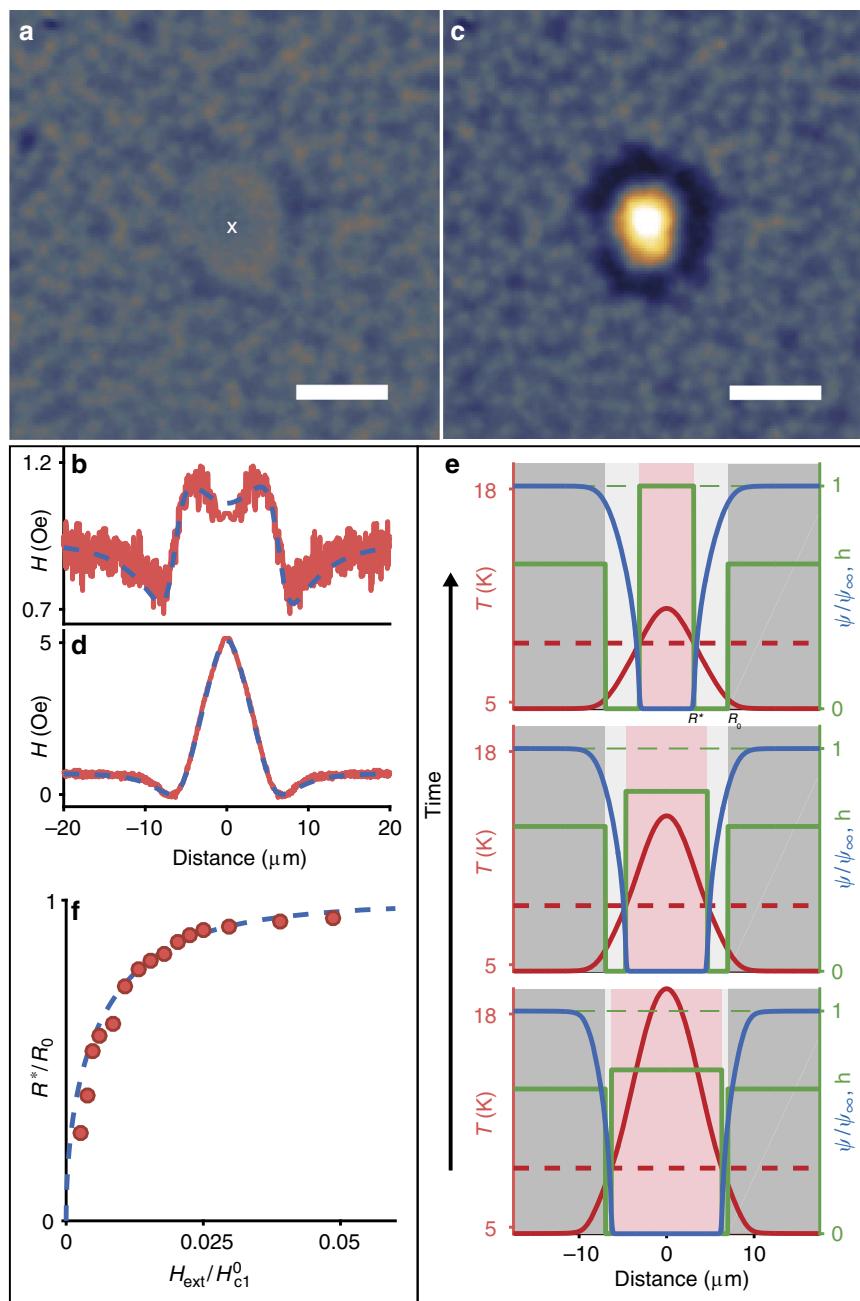 a
x
c
b
1.2
H (Oe)
0.7
d
5
H (Oe)
0
−20
−10
0
10
20
Distance (μm)
f
1
R*/R0
0
0
0.025
0.05
Hext/H0c1
e
Time
18
T (K)
5
1
ψ/ψ∞, h
0
R*
R0
18
T (K)
5
1
ψ/ψ∞, h
0
18
T (K)
5
1
ψ/ψ∞, h
0
−10
0
10
Distance (μm)